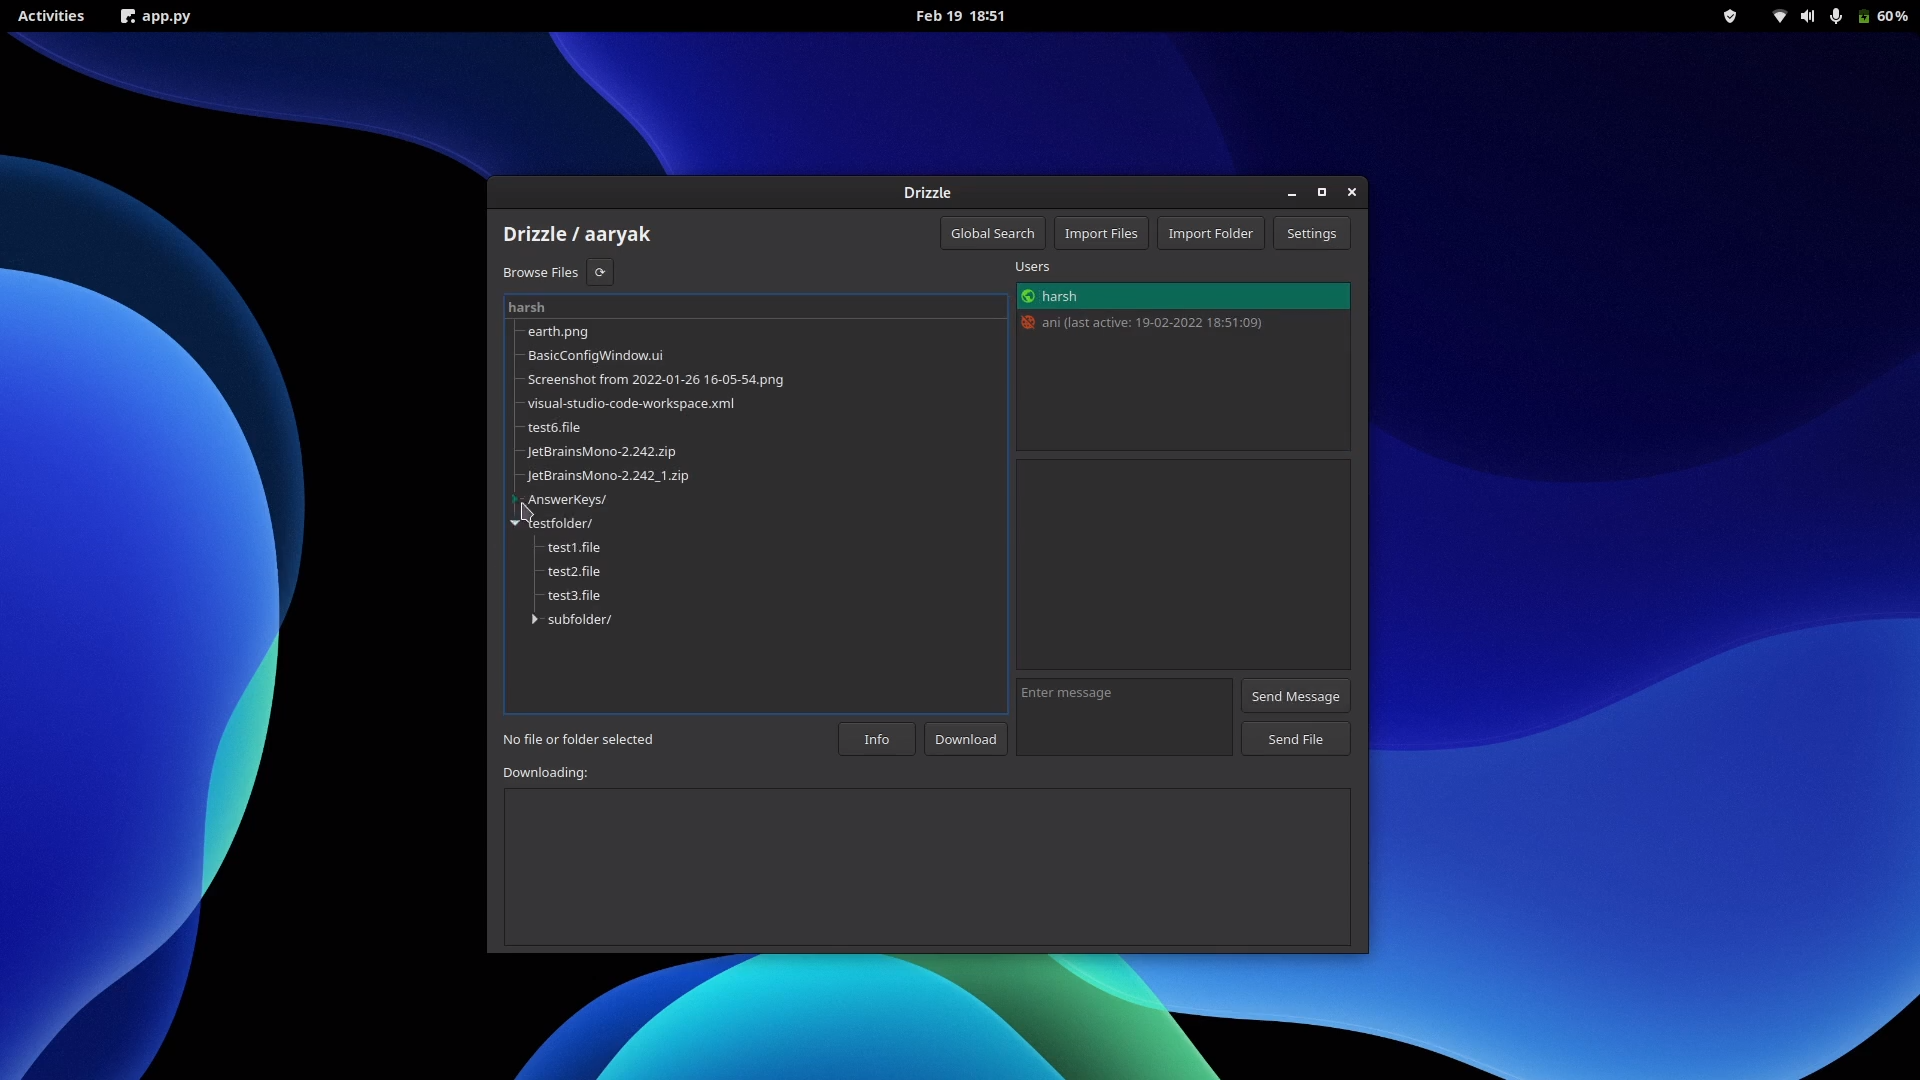 Activities
app.py
Feb 19 18:51
60%
Drizzle
Drizzle / aaryak
Global Search
Import Files
Import Folder
Settings
Browse Files
harsh
earth.png
BasicConfigWindow.ui
Screenshot from 2022-01-26 16-05-54.png
visual-studio-code-workspace.xml
test6.file
JetBrainsMono-2.242.zip
JetBrainsMono-2.242_1.zip
AnswerKeys/
testfolder/
test1.file
test2.file
test3.file
subfolder/
No file or folder selected
Info
Download
Users
harsh
ani (last active: 19-02-2022 18:51:09)
Enter message
Send Message
Send File
Downloading: